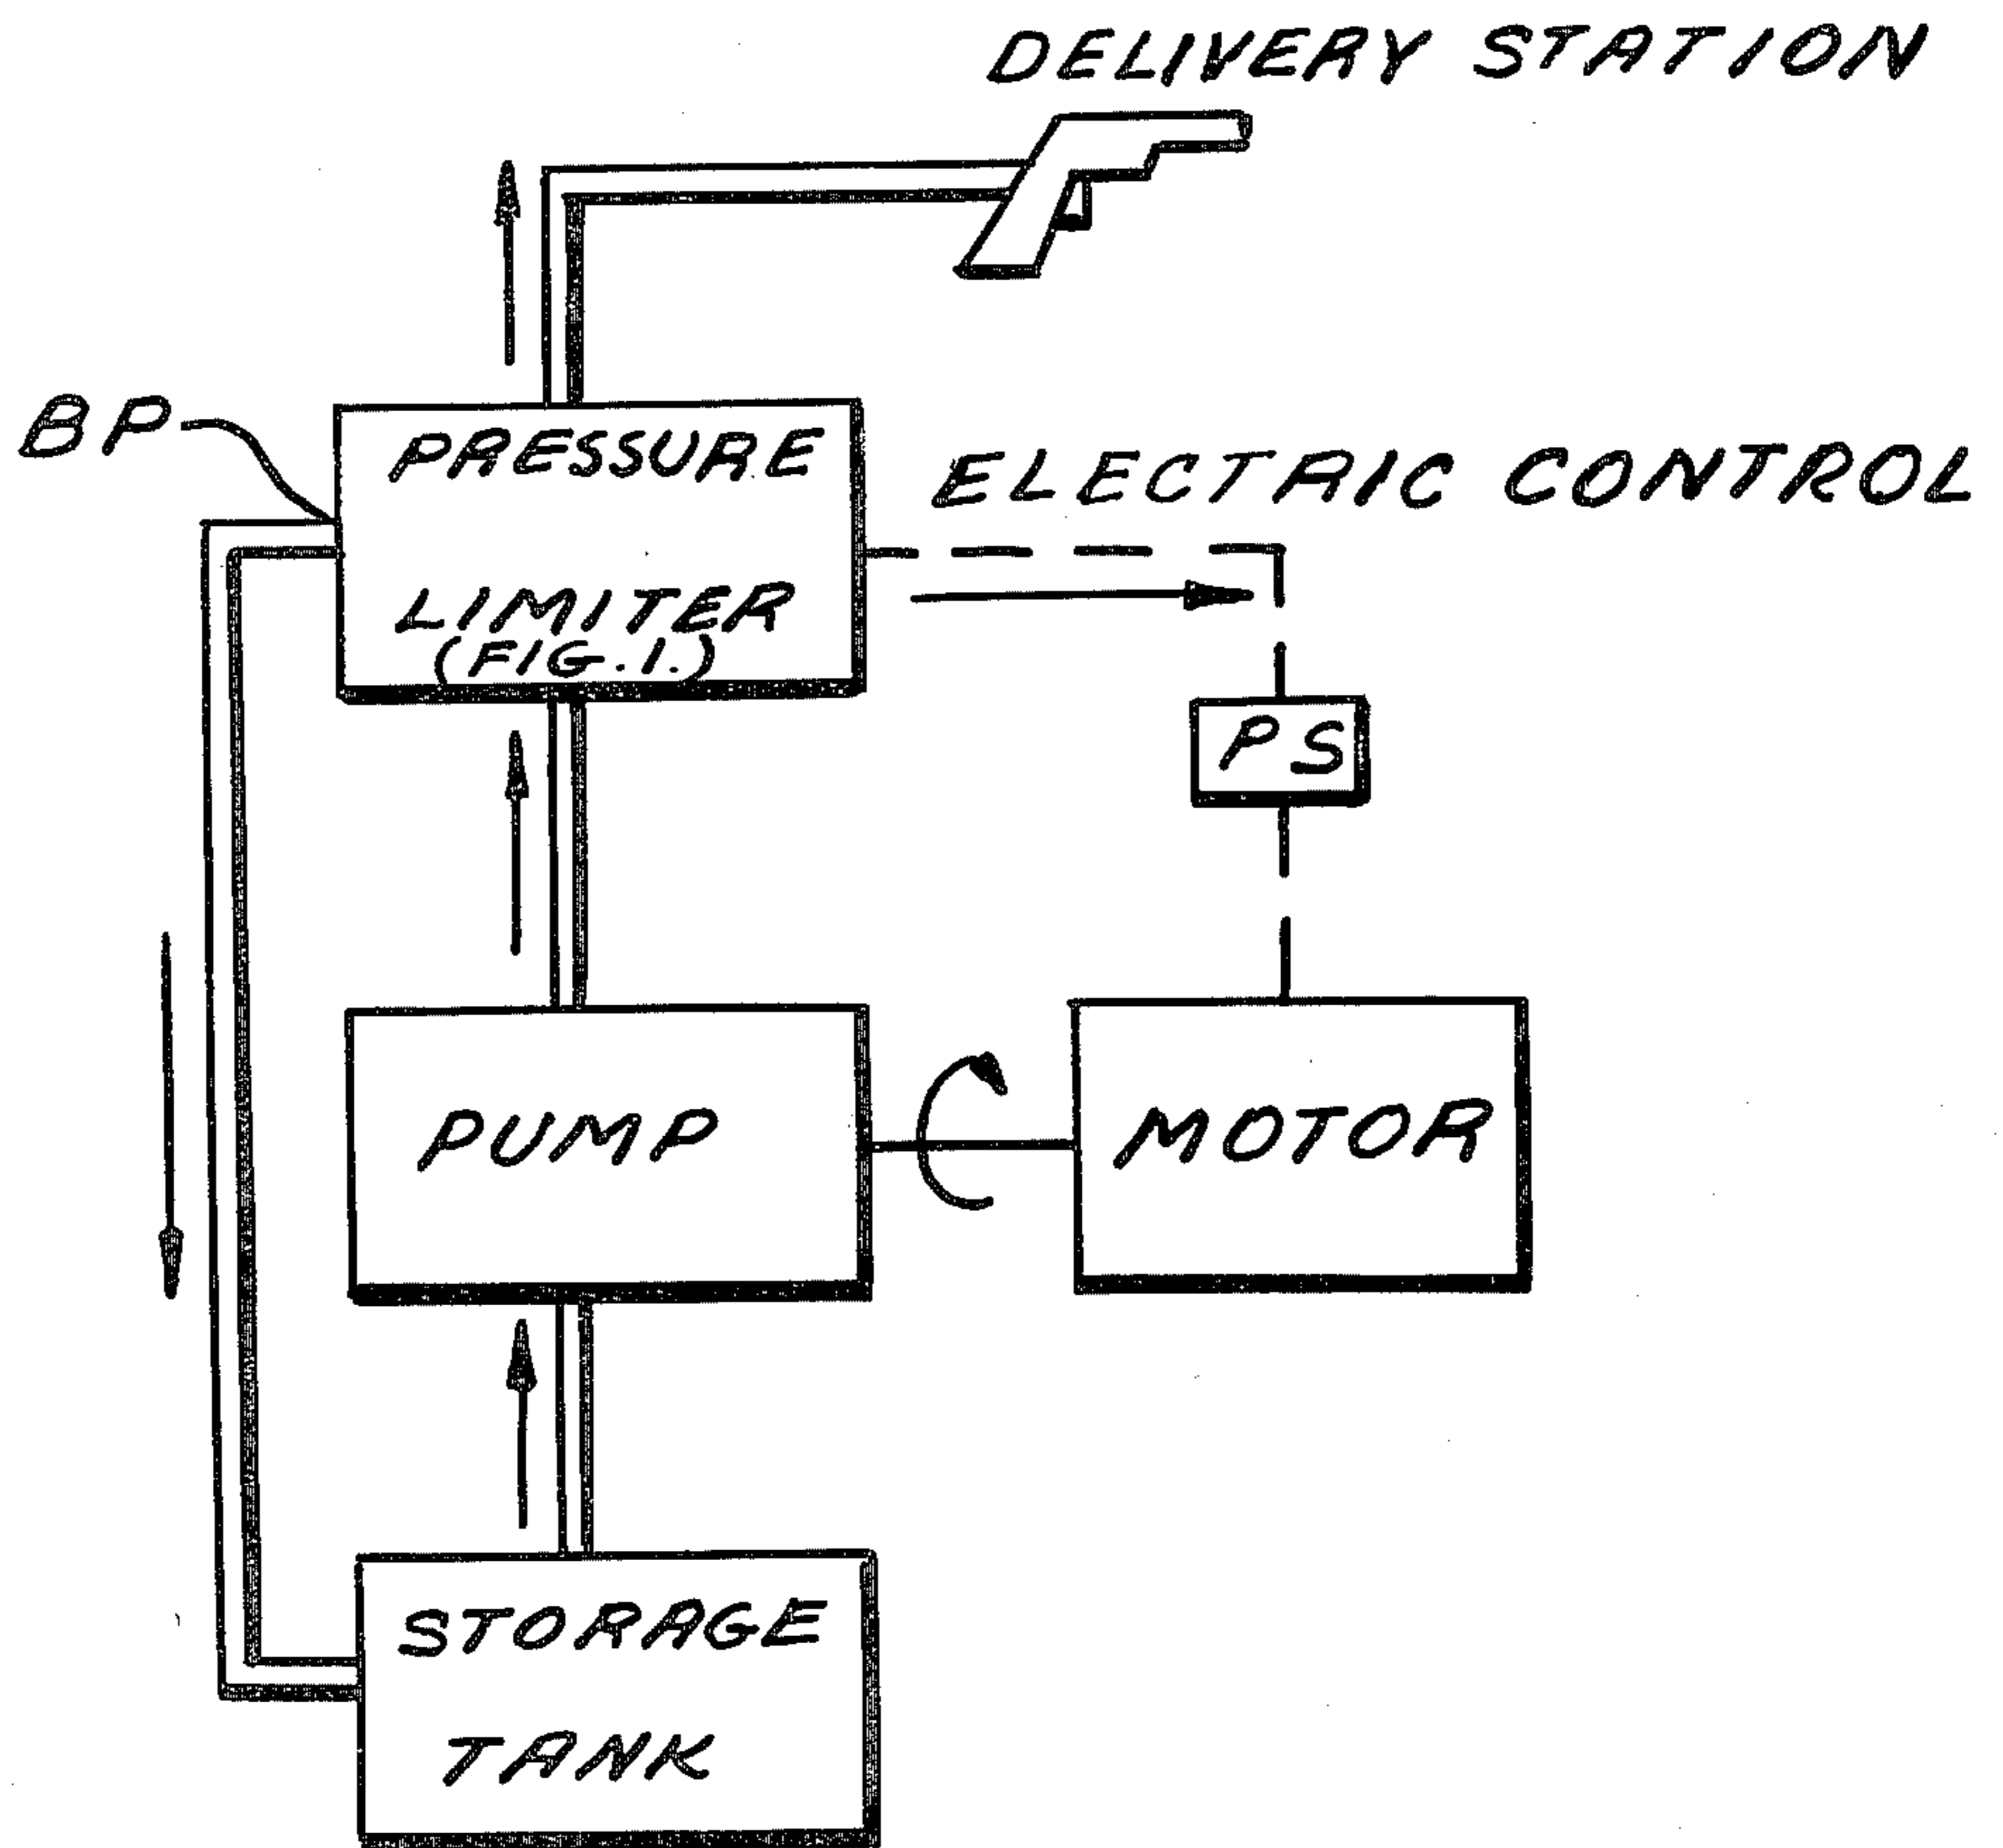 DELIVERY STATION
BP
PRESSURE
LIMITER
(FIG. 1.)
ELECTRIC CONTROL
PS
PUMP
MOTOR
STORAGE
TANK